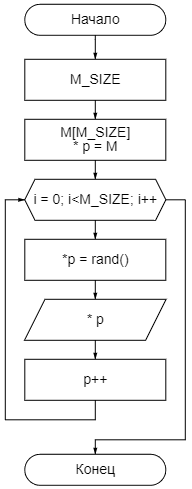 Начало
M_SIZE
M[M_SIZE]
* p = M
i = 0; i<M_SIZE; i++
*p = rand()
* p
p++
Конец